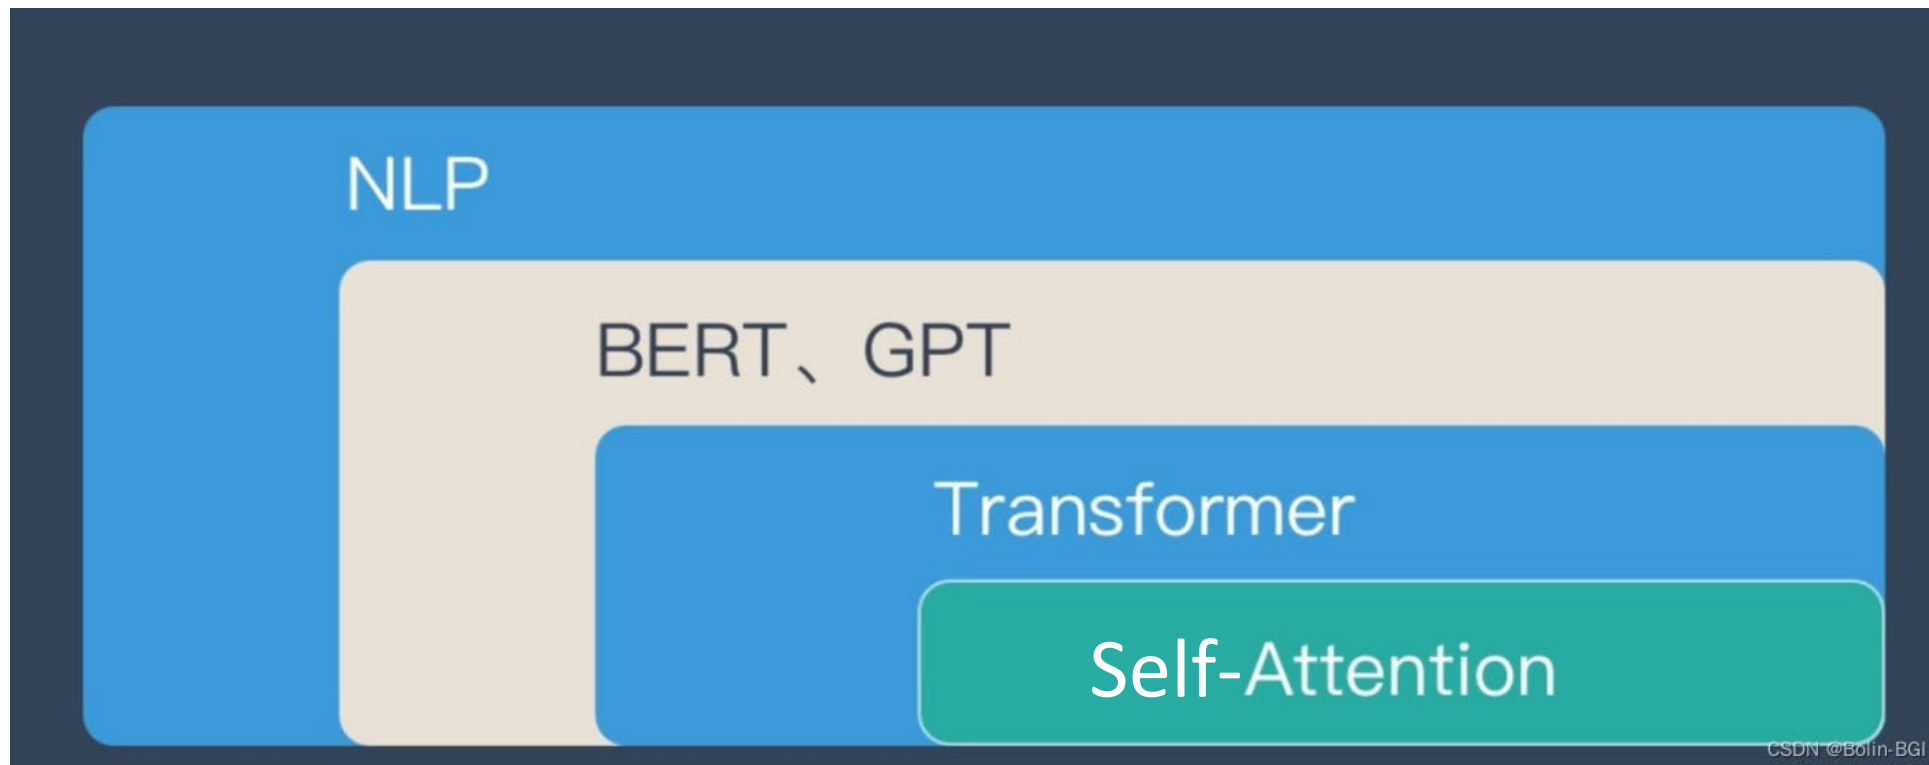 NLP
BERT、GPT
Transformer
Self-Attention
CSDN @Bolin-BGI